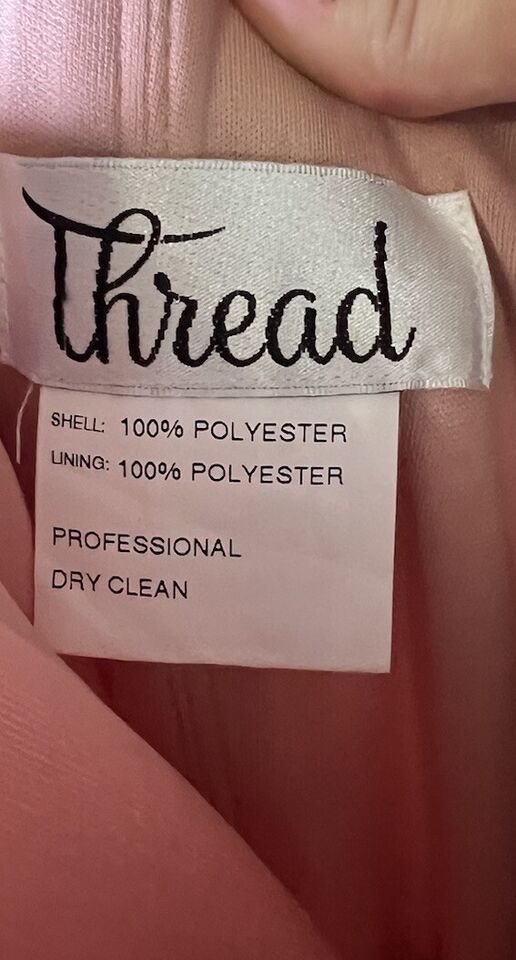 Thread
SHELL: 100% POLYESTER
LINING: 100% POLYESTER
PROFESSIONAL
DRY CLEAN